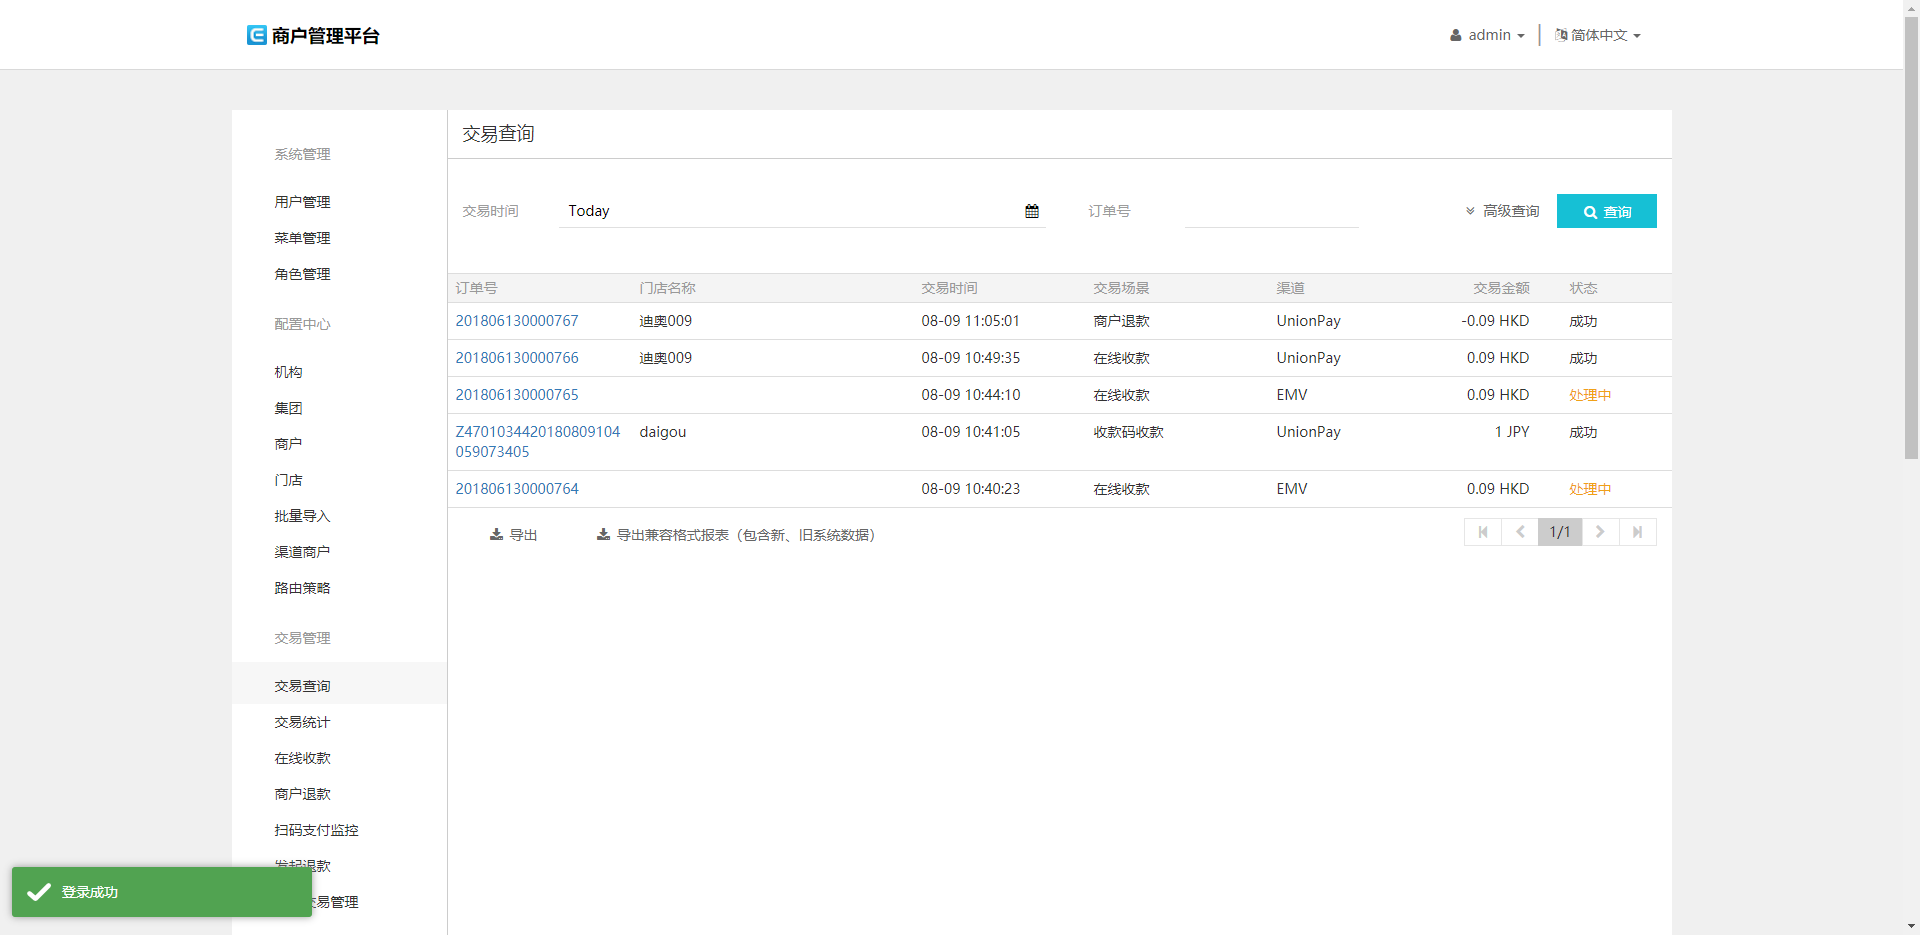 商户管理平台
admin
简体中文
系统管理
用户管理
菜单管理
角色管理
配置中心
机构
集团
商户
门店
批量导入
渠道商户
路由策略
交易管理
交易查询
交易统计
在线收款
商户退款
扫码支付监控
发起退款
交易管理
登录成功
交易查询
交易时间 Today 订单号 高级查询 查询
订单号 门店名称 交易时间 交易场景 渠道 交易金额 状态
201806130000767 迪奥009 08-09 11:05:01 商户退款 UnionPay -0.09 HKD 成功
201806130000766 迪奥009 08-09 10:49:35 在线收款 UnionPay 0.09 HKD 成功
201806130000765 08-09 10:44:10 在线收款 EMV 0.09 HKD 处理中
Z4701034420180809104 daigou 08-09 10:41:05 收款码收款 UnionPay 1 JPY 成功
059073405
201806130000764 08-09 10:40:23 在线收款 EMV 0.09 HKD 处理中
导出 导出兼容格式报表（包含新、旧系统数据） 1/1